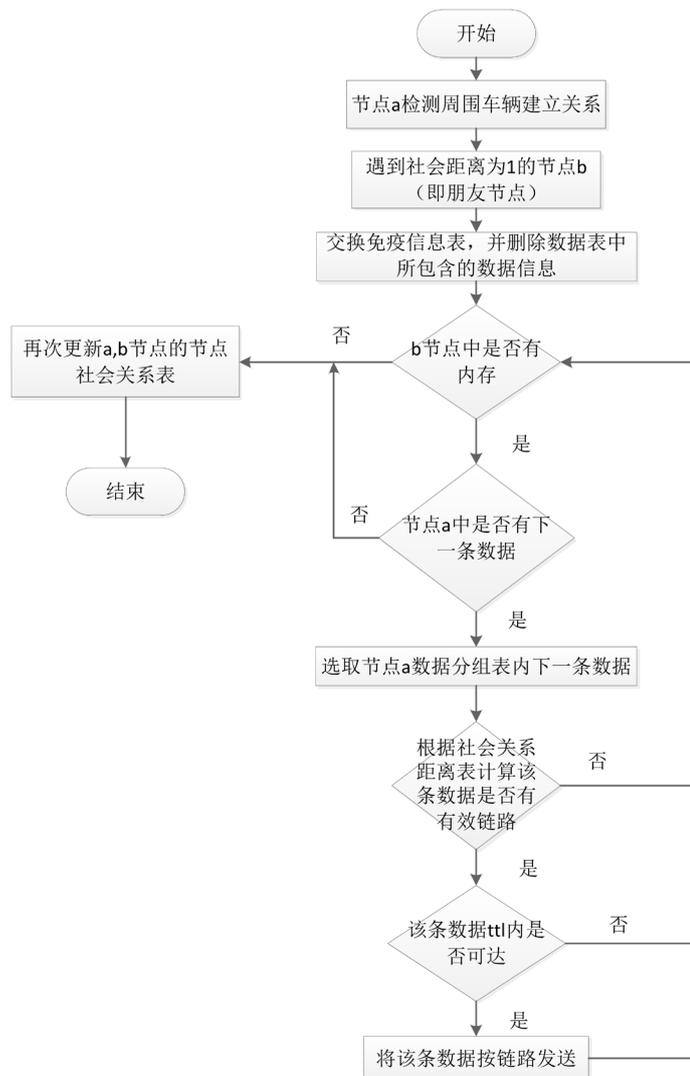 开始
节点a检测周围车辆建立关系
遇到社会距离为1的节点b
（即朋友节点）
交换免疫信息表，并删除数据表中
所包含的数据信息
否
b节点中是否有
内存
再次更新a,b节点的节点
社会关系表
是
结束
否
节点a中是否有下
一条数据
是
选取节点a数据分组表内下一条数据
根据社会关系
距离表计算该
条数据是否有
有效链路
否
是
该条数据ttl内是
否可达
否
是
将该条数据按链路发送